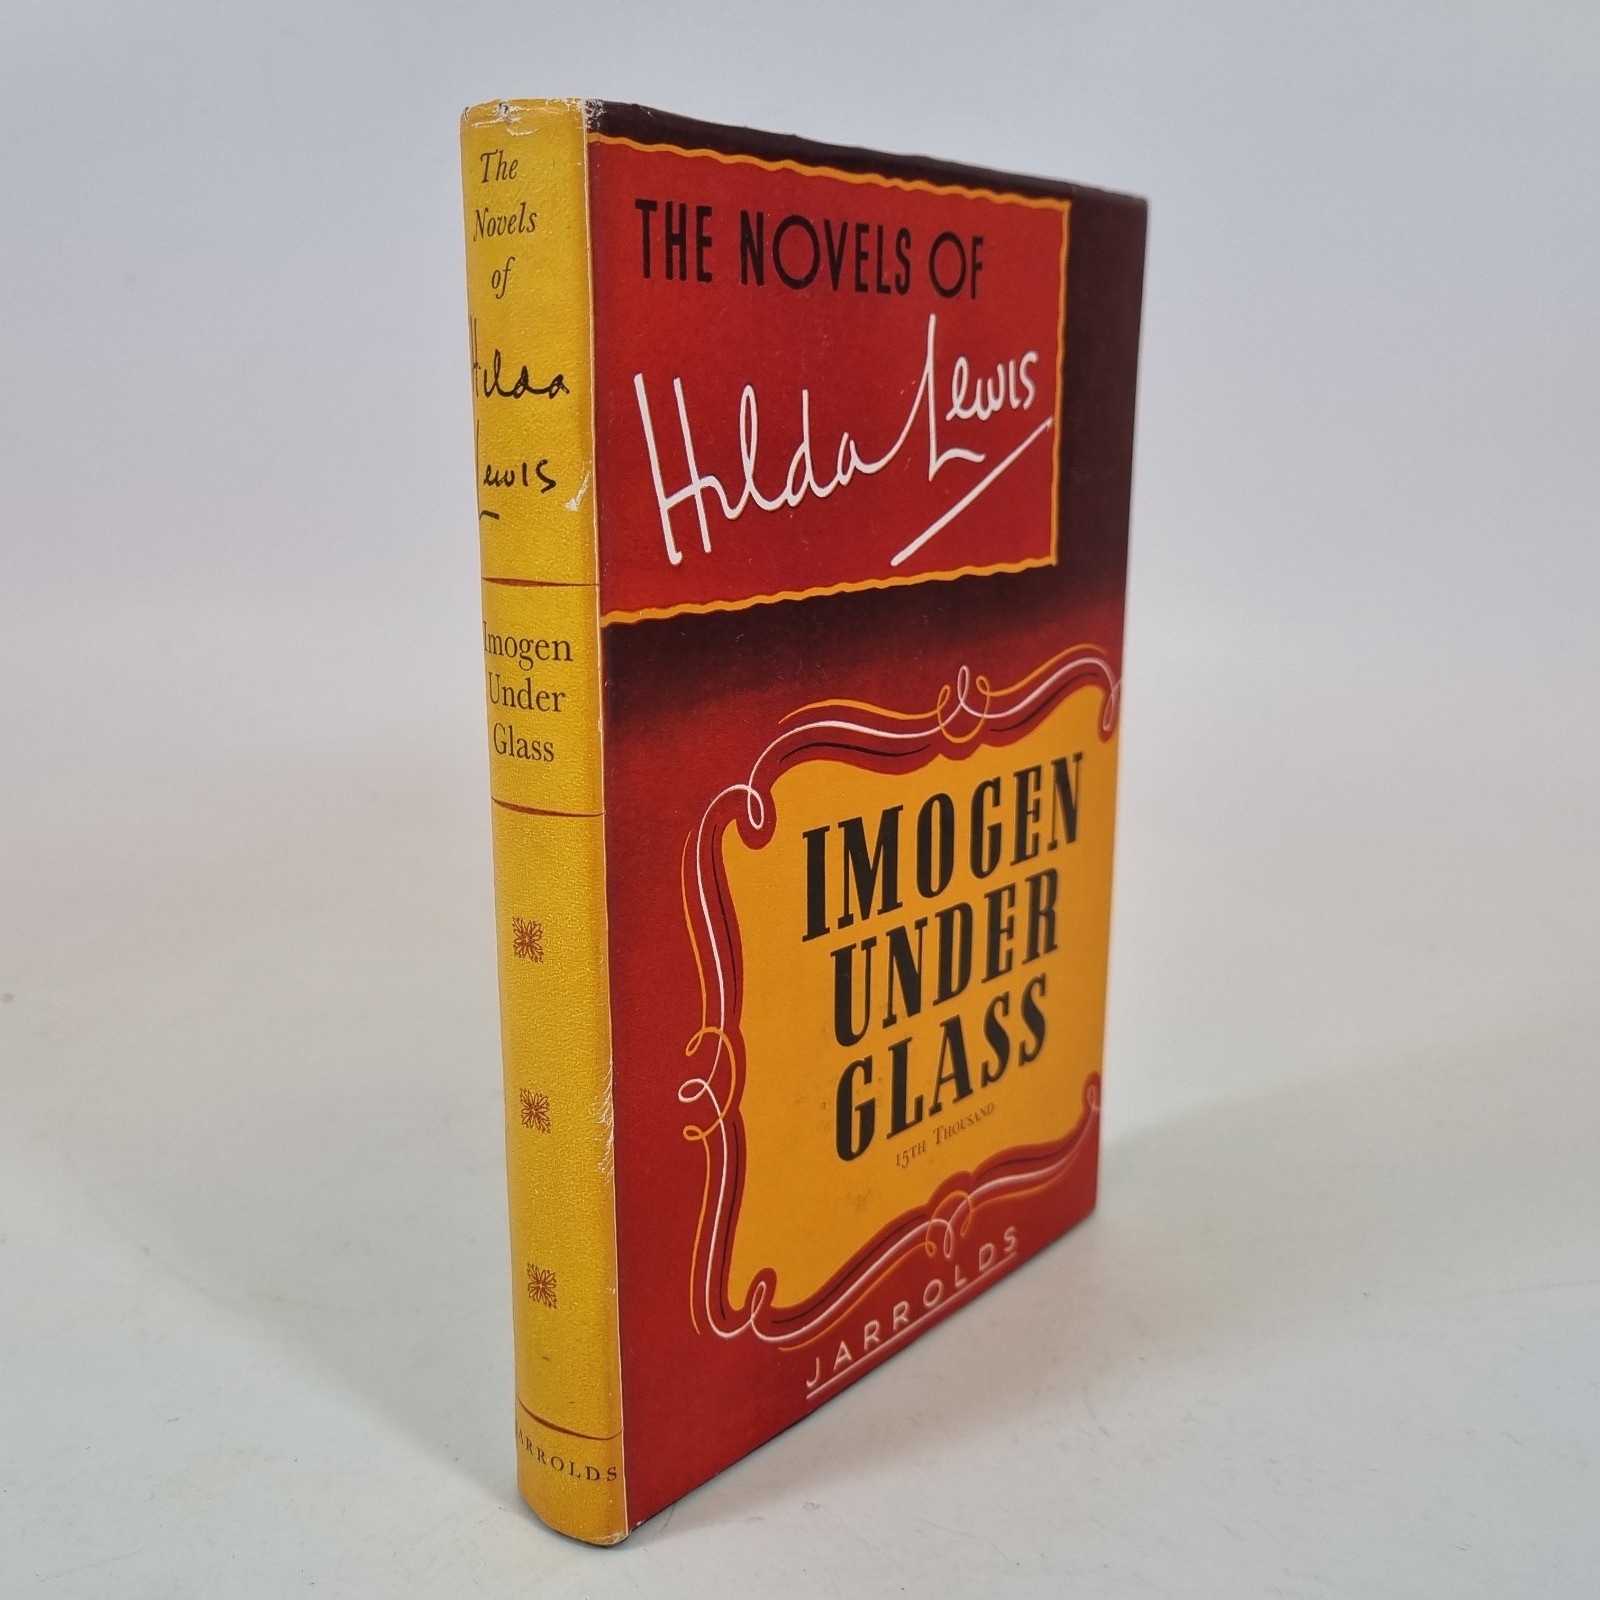 The
Novels
of
Hilda
Lewis
Imogen
Under
Glass
JARROLDS
THE NOVELS OF
Hilda Lewis
IMOGEN
UNDER
GLASS
15TH THOUSAND
JARROLDS